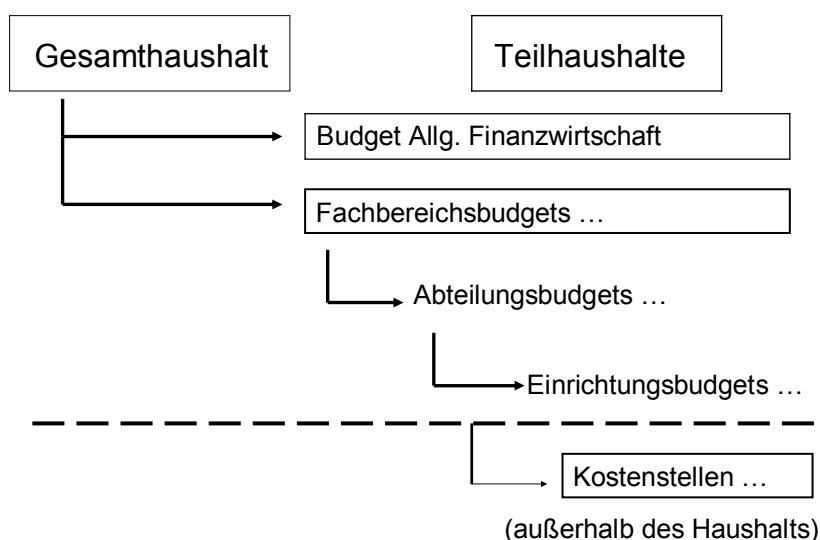 Gesamthaushalt
Teilhaushalte
Budget Allg. Finanzwirtschaft
Fachbereichsbudgets …
Abteilungsbudgets …
Einrichtungsbudgets …
Kostenstellen …
(außerhalb des Haushalts)